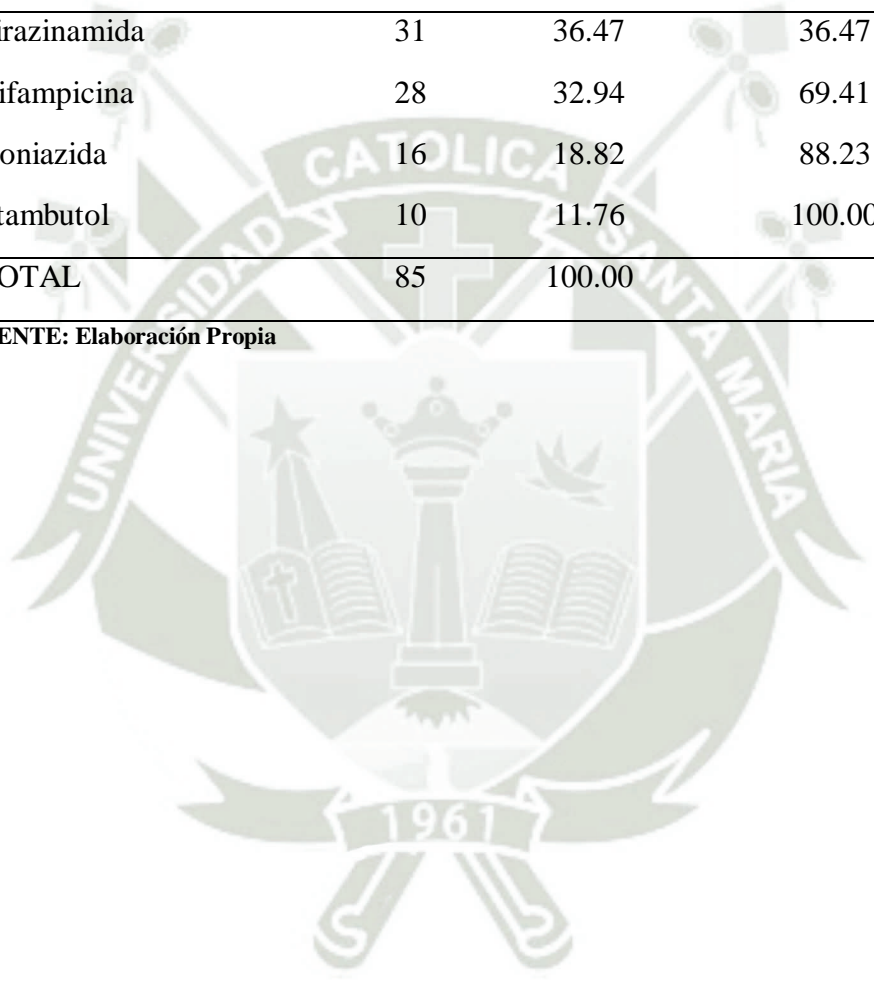 irazinamida 31 36.47 36.47
ifampicina 28 32.94 69.41
oniazida 16 18.82 88.23
tambutol 10 11.76 100.00
OTAL 85 100.00
ENTE: Elaboración Propia
UNIVERSIDAD CATOLICA SANTA MARIA
1961